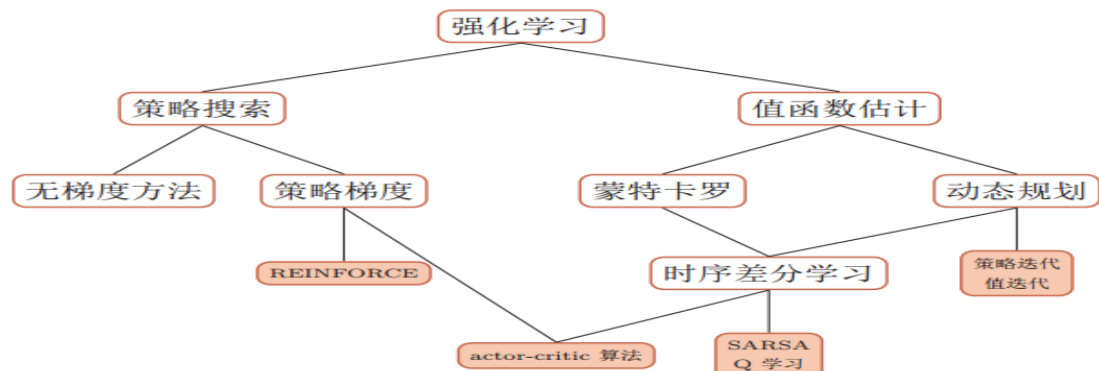 强化学习
策略搜索
值函数估计
无梯度方法
策略梯度
蒙特卡罗
动态规划
REINFORCE
时序差分学习
策略迭代
值迭代
actor-critic 算法
SARSA
Q 学习